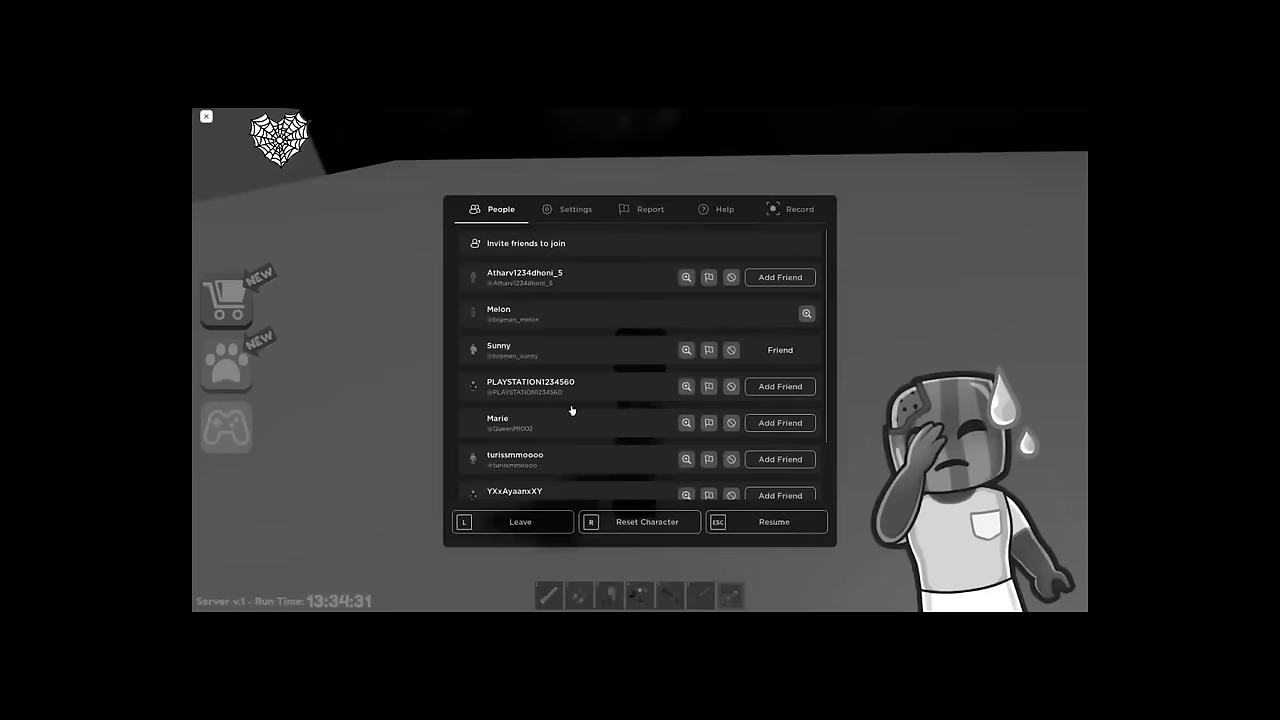 People
Settings
Report
Help
Record
Invite friends to join
Atharv1234dhoni_5
@Atharv1234dhoni_5
Add Friend
Melon
@bigman_melon
Sunny
@bigman_sunny
Friend
PLAYSTATION1234560
@PLAYSTATION1234560
Add Friend
Marie
@QueenM1002
Add Friend
turissmmoooo
@turissmmoooo
Add Friend
YXxAyaanxXY
Add Friend
L Leave
R Reset Character
ESC Resume
NEW
NEW
Server v.1 - Run Time: 13:34:31